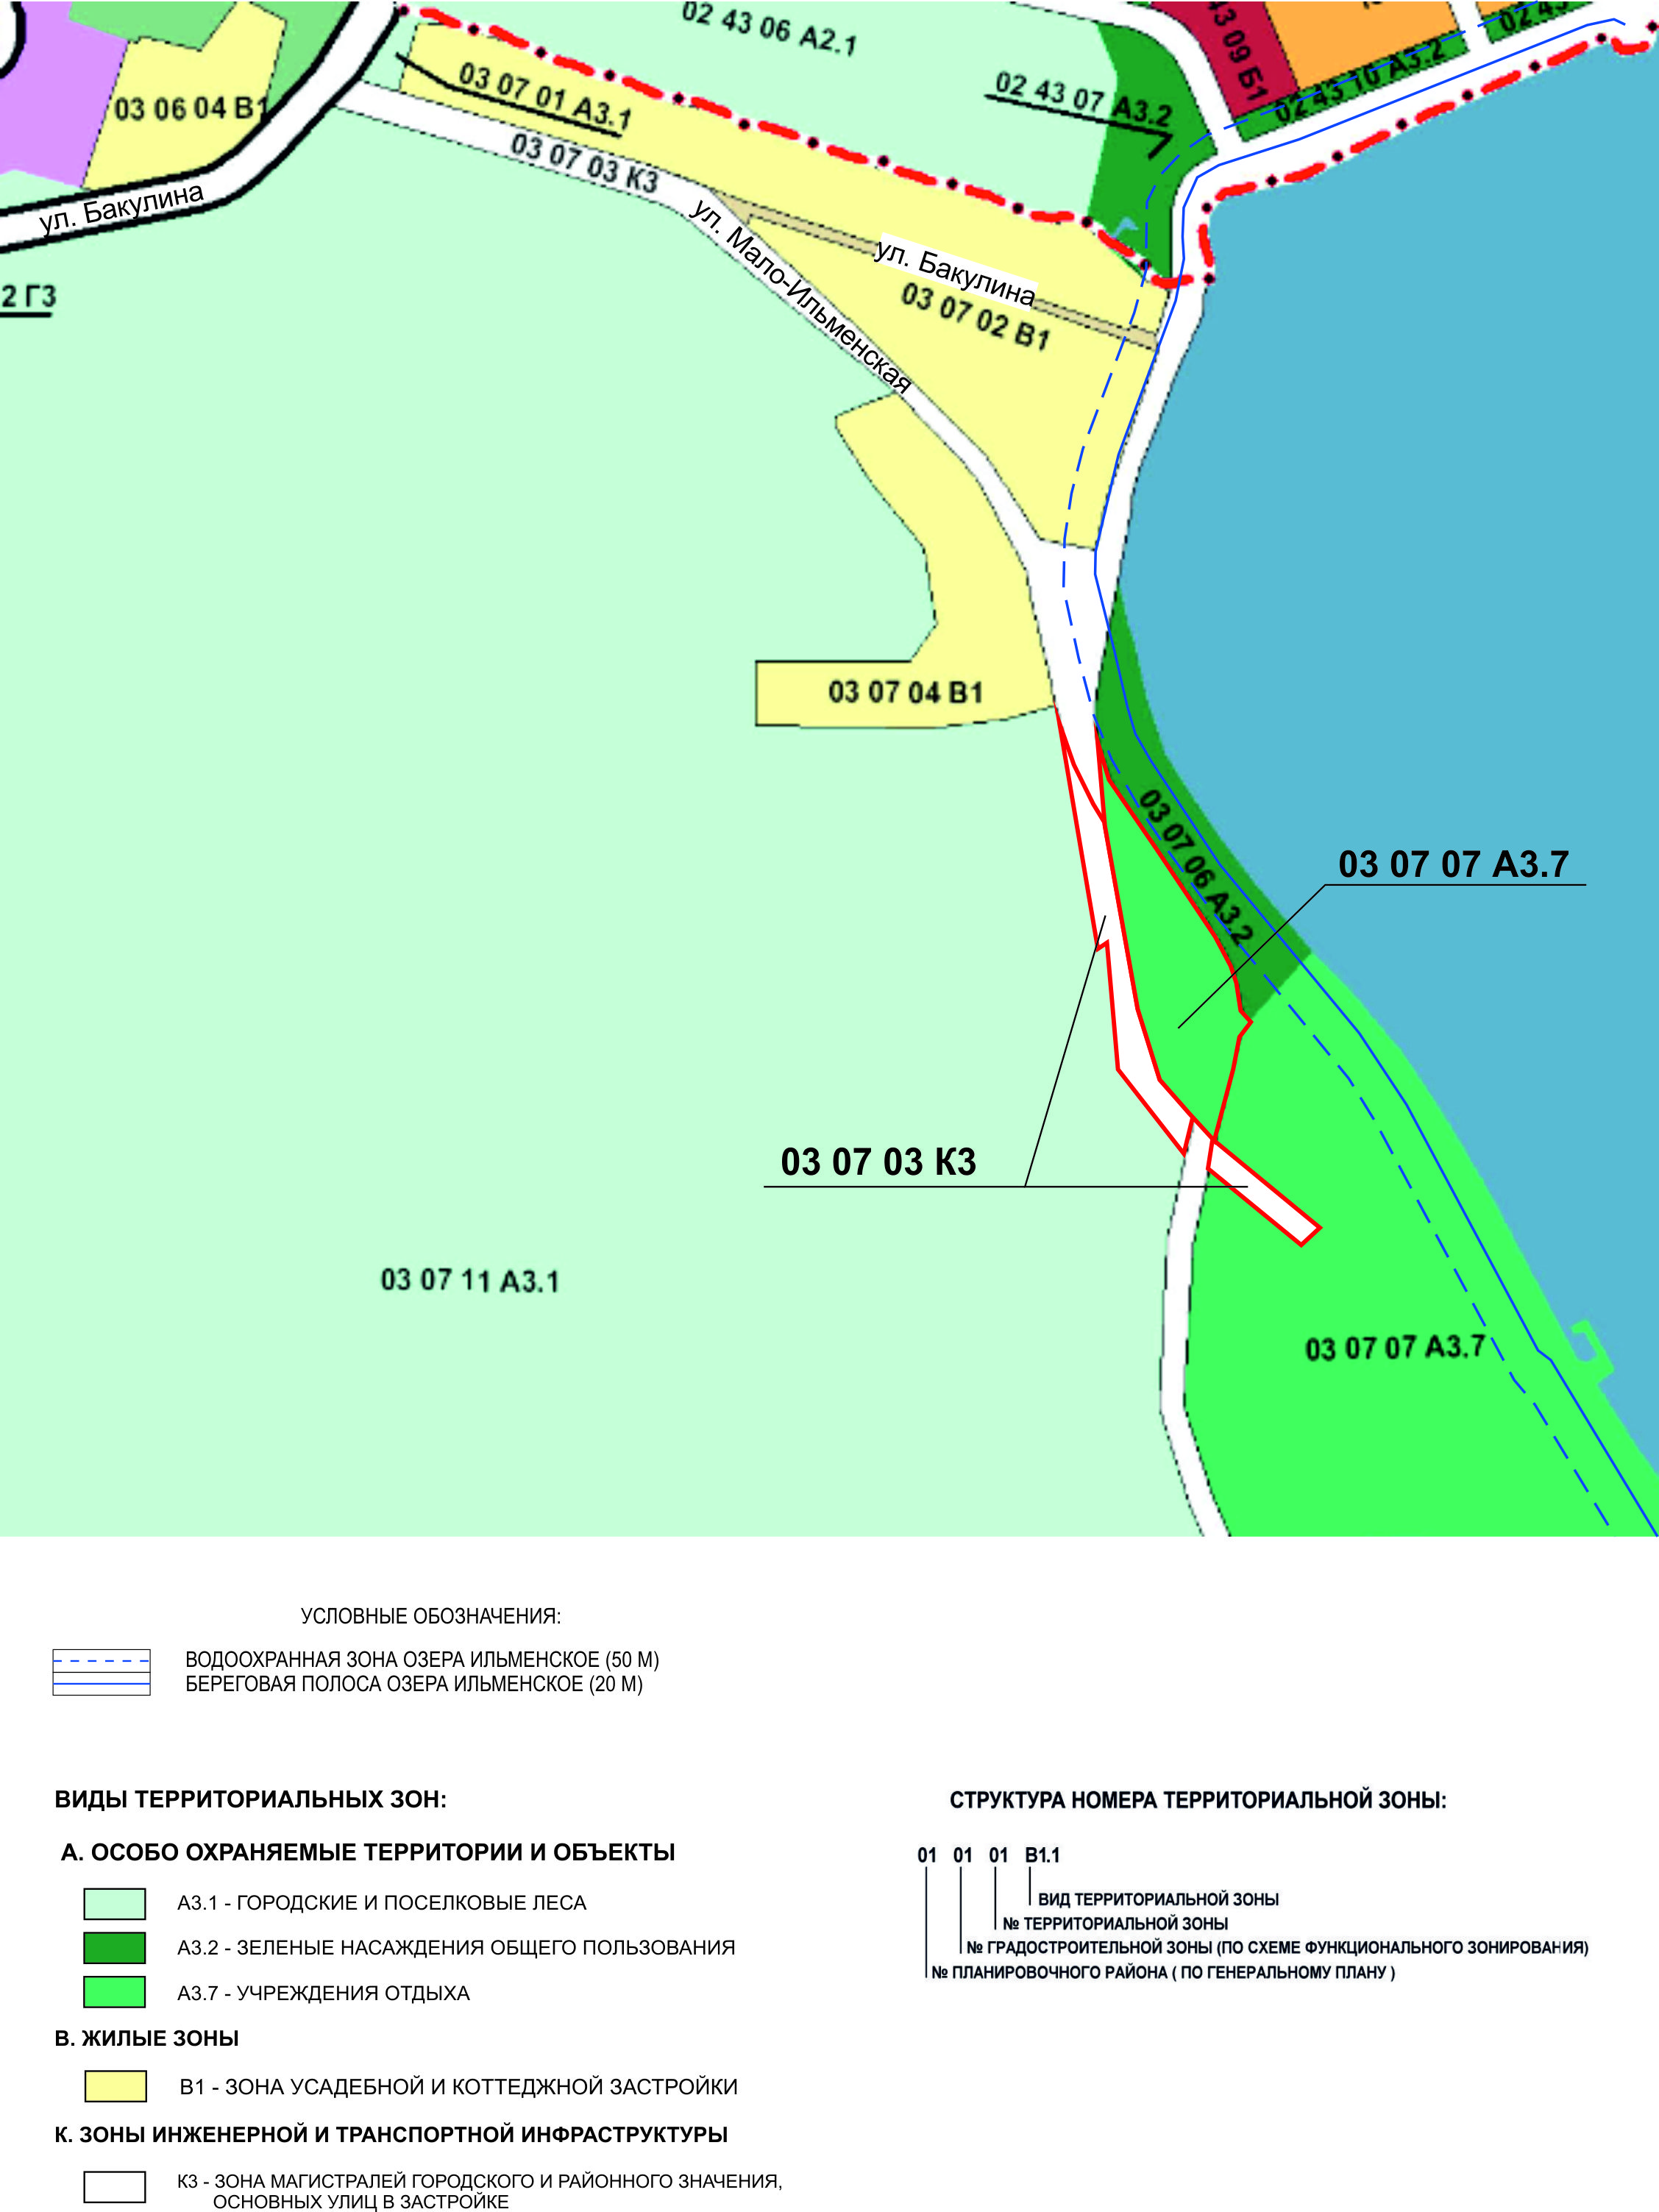 02 43 06 А2.1
43 09 Б1
02 43
02 43 10 А3.2
02 43 07 А3.2
03 06 04 В1
03 07 01 А3.1
03 07 03 К3
ул. Бакулина
ул. Мало-Ильменская
ул. Бакулина
2 Г3
03 07 02 В1
03 07 04 В1
03 07 06 А3.2
03 07 07 А3.7
03 07 03 К3
03 07 11 А3.1
03 07 07 А3.7
УСЛОВНЫЕ ОБОЗНАЧЕНИЯ:
ВОДООХРАННАЯ ЗОНА ОЗЕРА ИЛЬМЕНСКОЕ (50 М)
БЕРЕГОВАЯ ПОЛОСА ОЗЕРА ИЛЬМЕНСКОЕ (20 М)
ВИДЫ ТЕРРИТОРИАЛЬНЫХ ЗОН:
А. ОСОБО ОХРАНЯЕМЫЕ ТЕРРИТОРИИ И ОБЪЕКТЫ
А3.1 - ГОРОДСКИЕ И ПОСЕЛКОВЫЕ ЛЕСА
А3.2 - ЗЕЛЕНЫЕ НАСАЖДЕНИЯ ОБЩЕГО ПОЛЬЗОВАНИЯ
А3.7 - УЧРЕЖДЕНИЯ ОТДЫХА
В. ЖИЛЫЕ ЗОНЫ
В1 - ЗОНА УСАДЕБНОЙ И КОТТЕДЖНОЙ ЗАСТРОЙКИ
К. ЗОНЫ ИНЖЕНЕРНОЙ И ТРАНСПОРТНОЙ ИНФРАСТРУКТУРЫ
К3 - ЗОНА МАГИСТРАЛЕЙ ГОРОДСКОГО И РАЙОННОГО ЗНАЧЕНИЯ,
ОСНОВНЫХ УЛИЦ В ЗАСТРОЙКЕ
СТРУКТУРА НОМЕРА ТЕРРИТОРИАЛЬНОЙ ЗОНЫ:
01 01 01 В1.1
ВИД ТЕРРИТОРИАЛЬНОЙ ЗОНЫ
№ ТЕРРИТОРИАЛЬНОЙ ЗОНЫ
№ ГРАДОСТРОИТЕЛЬНОЙ ЗОНЫ (ПО СХЕМЕ ФУНКЦИОНАЛЬНОГО ЗОНИРОВАНИЯ)
№ ПЛАНИРОВОЧНОГО РАЙОНА ( ПО ГЕНЕРАЛЬНОМУ ПЛАНУ )